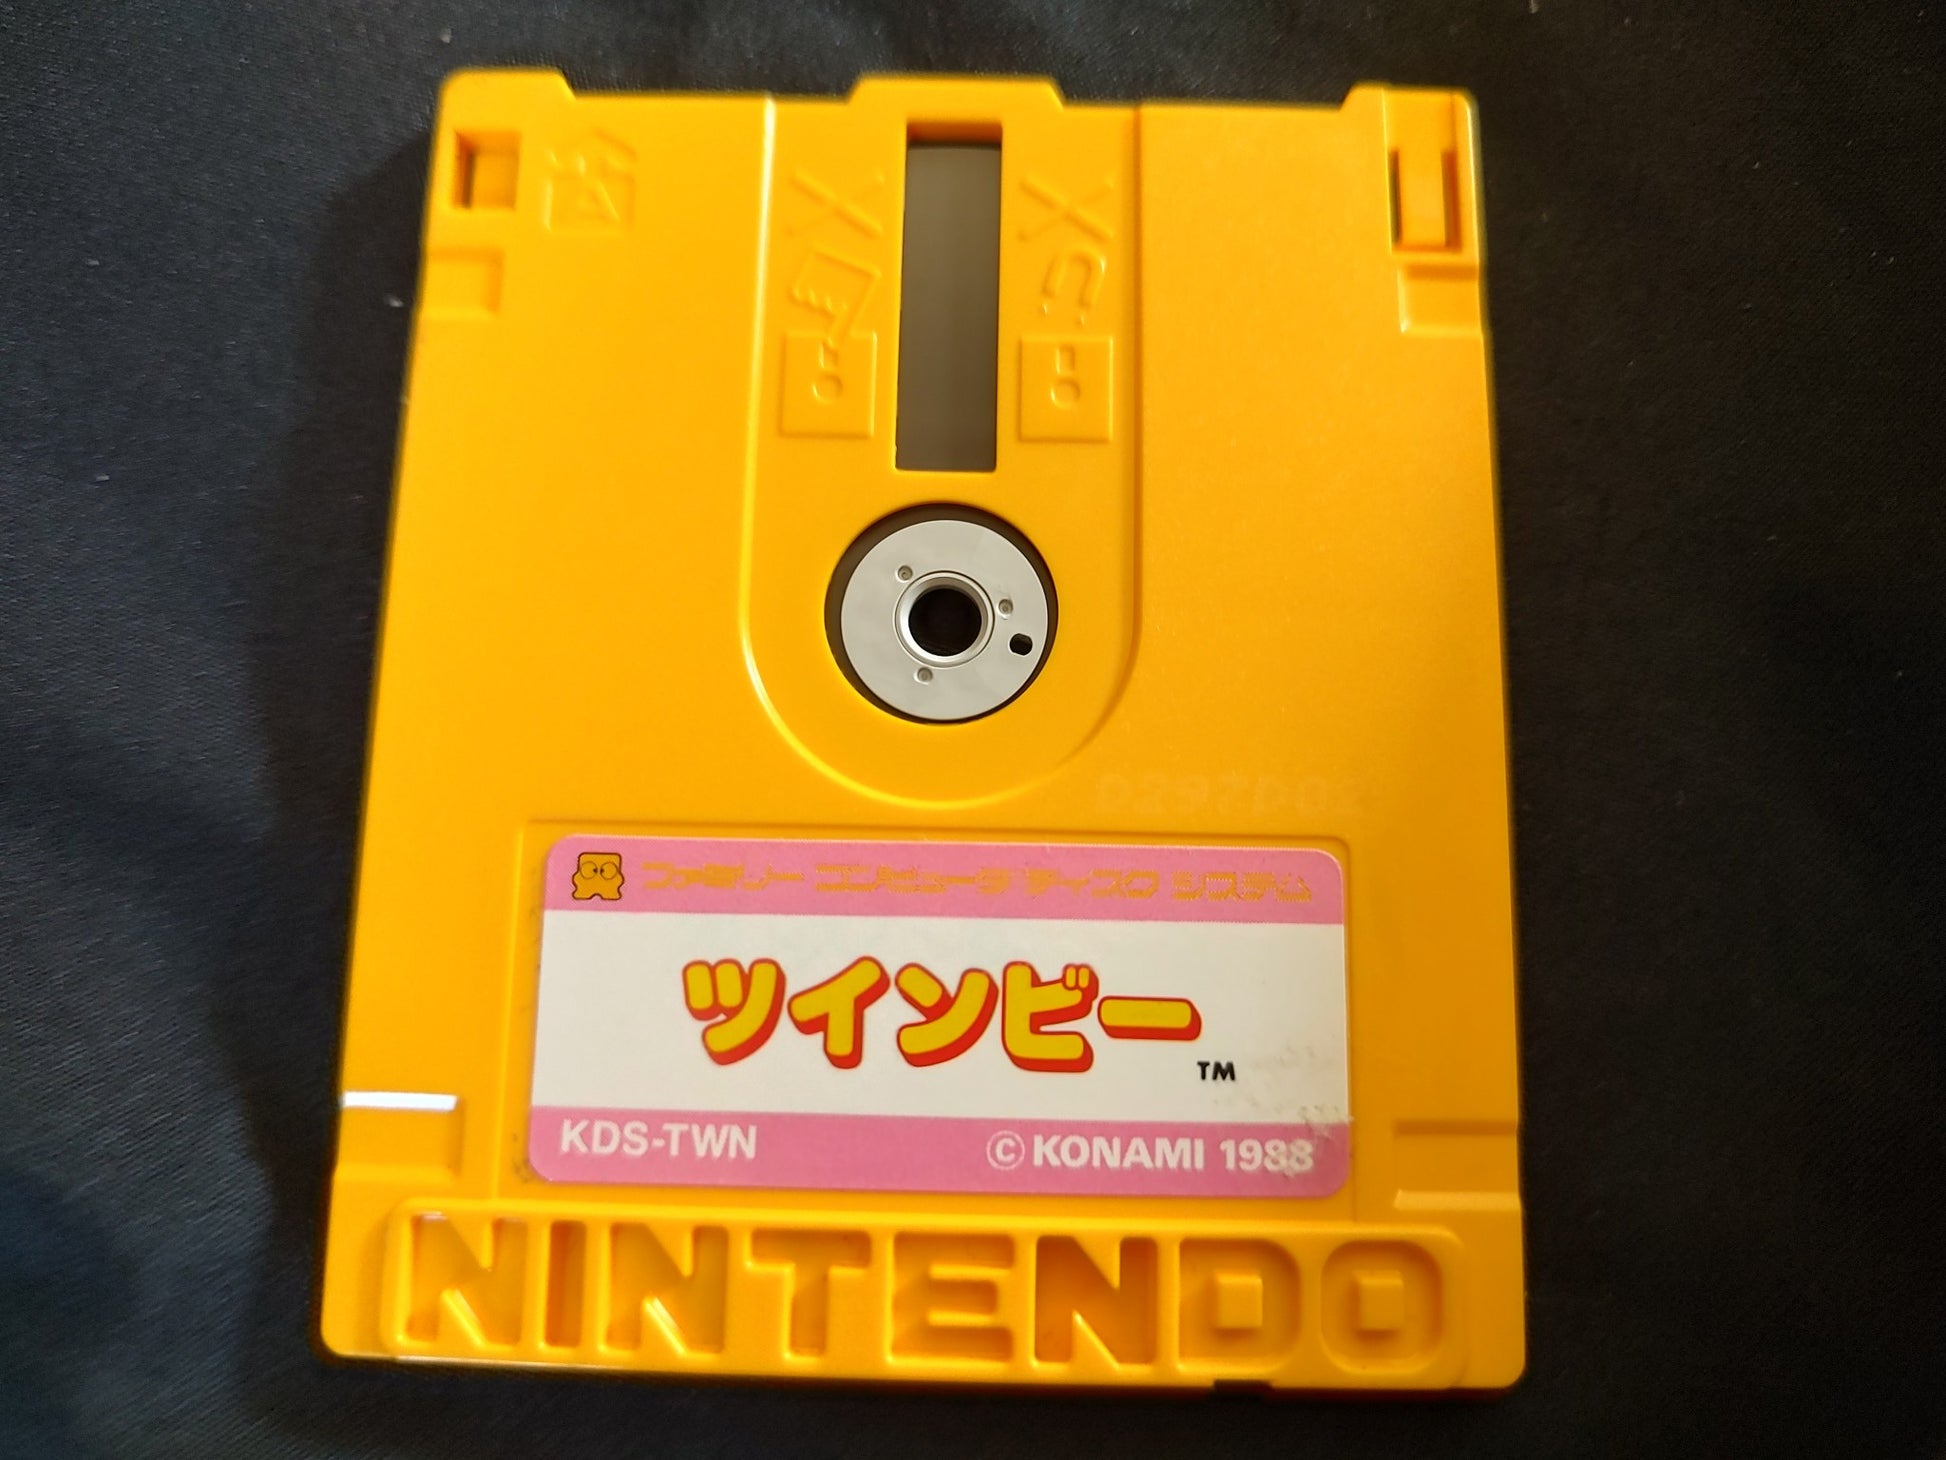 ファミリー コンピュータ ディスク システム
ツインビー
TM
KDS-TWN
© KONAMI 1988
NINTENDO